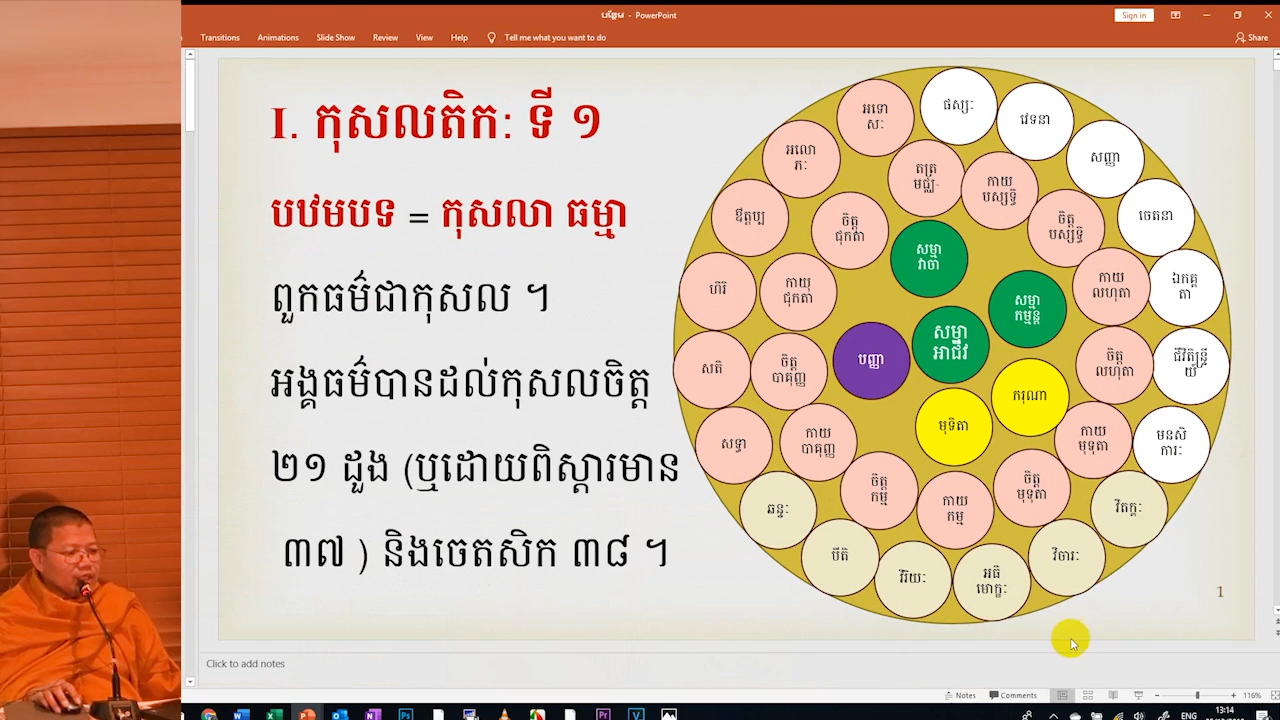 បន្ថែម - PowerPoint
Sign in
Transitions Animations Slide Show Review View Help Tell me what you want to do
Share
I. កុសលតិក: ទី ១
បឋមបទ = កុសលា ធម្មា
ពួកធម៌ជាកុសល ។
អង្គធម៌បានដល់កុសលចិត្ត
២១ ដួង (ឬដោយពិស្តារមាន
៣៧ ) និងចេតសិក ៣៨ ។
ផស្សៈ
វេទនា
សញ្ញា
ចេតនា
ឯកគ្គ
តា
ជីវិតិន្ទ្រី
យ៍
មនសិ
ការៈ
វិតក្កៈ
វិចារៈ
អធិ
មោក្ខៈ
វីរិយៈ
បីតិ
ឆន្ទៈ
សទ្ធា
សតិ
ហិរិ
ឱត្តប្ប
អលោ
ភៈ
អទោ
សៈ
តត្រ
មជ្ឈ-
កាយ
បស្សទ្ធិ
ចិត្ត
បស្សទ្ធិ
កាយ
លហុតា
ចិត្ត
លហុតា
កាយ
មុទុតា
ចិត្ត
មុទុតា
កាយ
កម្ម
ចិត្ត
កម្ម
កាយ
បាគុញ្ញ
ចិត្ត
បាគុញ្ញ
កាយុ
ជុកតា
ចិត្តុ
ជុកតា
សម្មា
វាចា
សម្មា
កម្មន្ត
សម្មា
អាជីវ
បញ្ញា
ករុណា
មុទិតា
1
Click to add notes
Notes Comments 116%
ENG
13:14